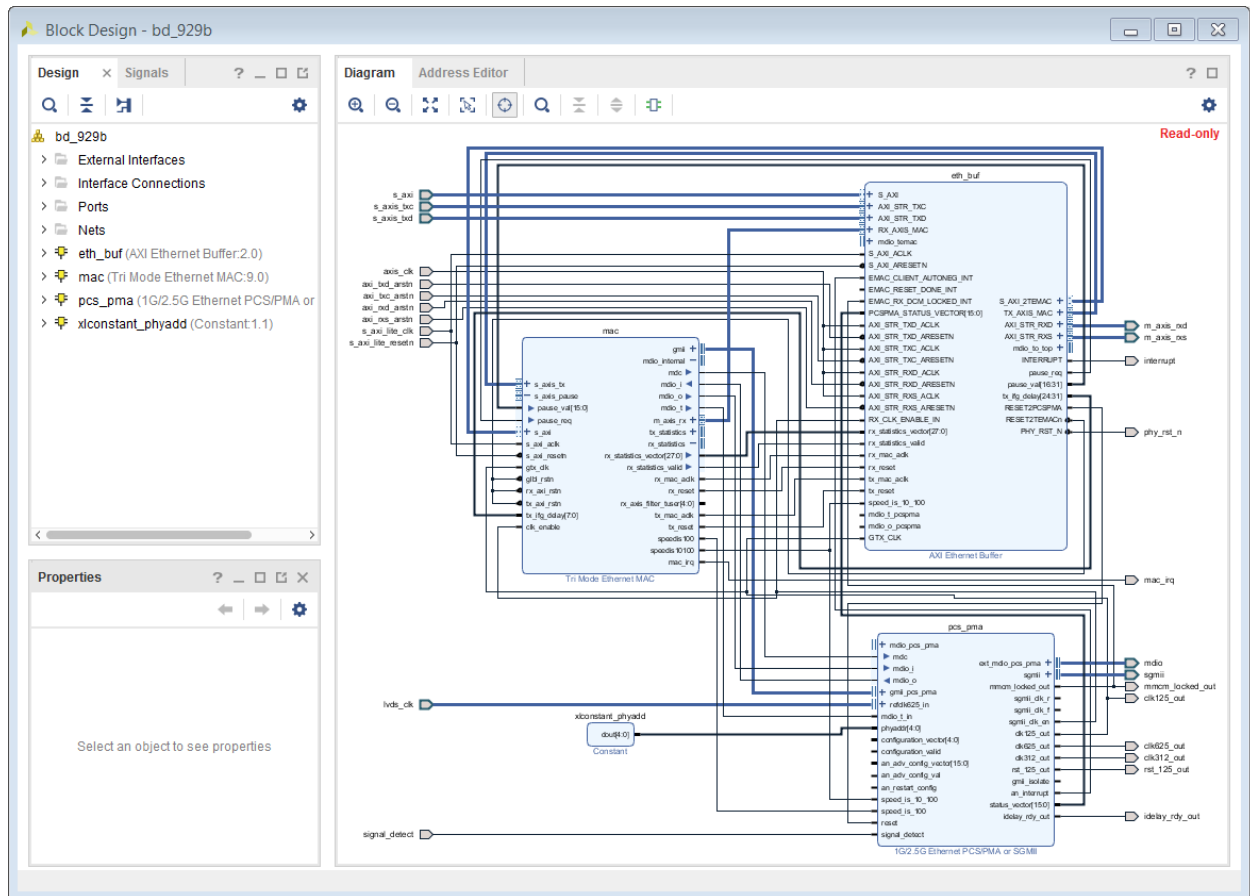 Block Design - bd_929b
Design × Signals ? _
bd_929b
External Interfaces
Interface Connections
Ports
Nets
eth_buf (AXI Ethernet Buffer:2.0)
mac (Tri Mode Ethernet MAC:9.0)
pcs_pma (1G/2.5G Ethernet PCS/PMA or
xlconstant_phyadd (Constant:1.1)
Properties ? _
Select an object to see properties
Diagram Address Editor ?
Read-only
s_axi
s_axis_txc
s_axis_txd
axis_clk
axi_txd_arstn
axi_txc_arstn
axi_rxd_arstn
axi_rxs_arstn
s_axi_lite_clk
s_axi_lite_resetn
lvds_clk
signal_detect
mac
s_axis_tx
s_axis_pause
pause_val[15:0]
pause_req
s_axi
s_axi_aclk
s_axi_resetn
gtx_clk
glbl_rstn
rx_axi_rstn
tx_axi_rstn
tx_ifg_delay[7:0]
clk_enable
gmii
mdio_internal
mdc
mdio_i
mdio_o
mdio_t
m_axis_rx
tx_statistics
rx_statistics
rx_statistics_vector[27:0]
rx_statistics_valid
rx_mac_aclk
rx_reset
rx_axis_filter_tuser[4:0]
tx_mac_aclk
tx_reset
speedis100
speedis10100
mac_irq
Tri Mode Ethernet MAC
eth_buf
S_AXI
AXI_STR_TXC
AXI_STR_TXD
RX_AXIS_MAC
mdio_temac
S_AXI_ACLK
S_AXI_ARESETN
EMAC_CLIENT_AUTONEG_INT
EMAC_RESET_DONE_INT
EMAC_RX_DCM_LOCKED_INT
PCSPMA_STATUS_VECTOR[15:0]
AXI_STR_TXD_ACLK
AXI_STR_TXD_ARESETN
AXI_STR_TXC_ACLK
AXI_STR_TXC_ARESETN
AXI_STR_RXD_ACLK
AXI_STR_RXD_ARESETN
AXI_STR_RXS_ACLK
AXI_STR_RXS_ARESETN
RX_CLK_ENABLE_IN
rx_statistics_vector[27:0]
rx_statistics_valid
rx_mac_aclk
rx_reset
tx_mac_aclk
tx_reset
speed_is_10_100
mdio_t_pcspma
mdio_o_pcspma
GTX_CLK
S_AXI_2TEMAC
TX_AXIS_MAC
AXI_STR_RXD
AXI_STR_RXS
mdio_to_top
INTERRUPT
pause_req
pause_val[16:31]
tx_ifg_delay[24:31]
RESET2PCSPMA
RESET2TEMACn
PHY_RST_N
AXI Ethernet Buffer
xlconstant_phyadd
dout[4:0]
Constant
pcs_pma
mdio_pcs_pma
mdc
mdio_i
mdio_o
gmii_pcs_pma
refclk625_in
mdio_t_in
phyaddr[4:0]
configuration_vector[4:0]
configuration_valid
an_adv_config_vector[15:0]
an_adv_config_val
an_restart_config
speed_is_10_100
speed_is_100
reset
signal_detect
ext_mdio_pcs_pma
sgmii
mmcm_locked_out
sgmii_clk_r
sgmii_clk_f
sgmii_clk_en
clk125_out
clk625_out
clk312_out
rst_125_out
gmii_isolate
an_interrupt
status_vector[15:0]
idelay_rdy_out
1G/2.5G Ethernet PCS/PMA or SGMII
m_axis_rxd
m_axis_rxs
interrupt
phy_rst_n
mac_irq
mdio
sgmii
mmcm_locked_out
clk125_out
clk625_out
clk312_out
rst_125_out
idelay_rdy_out